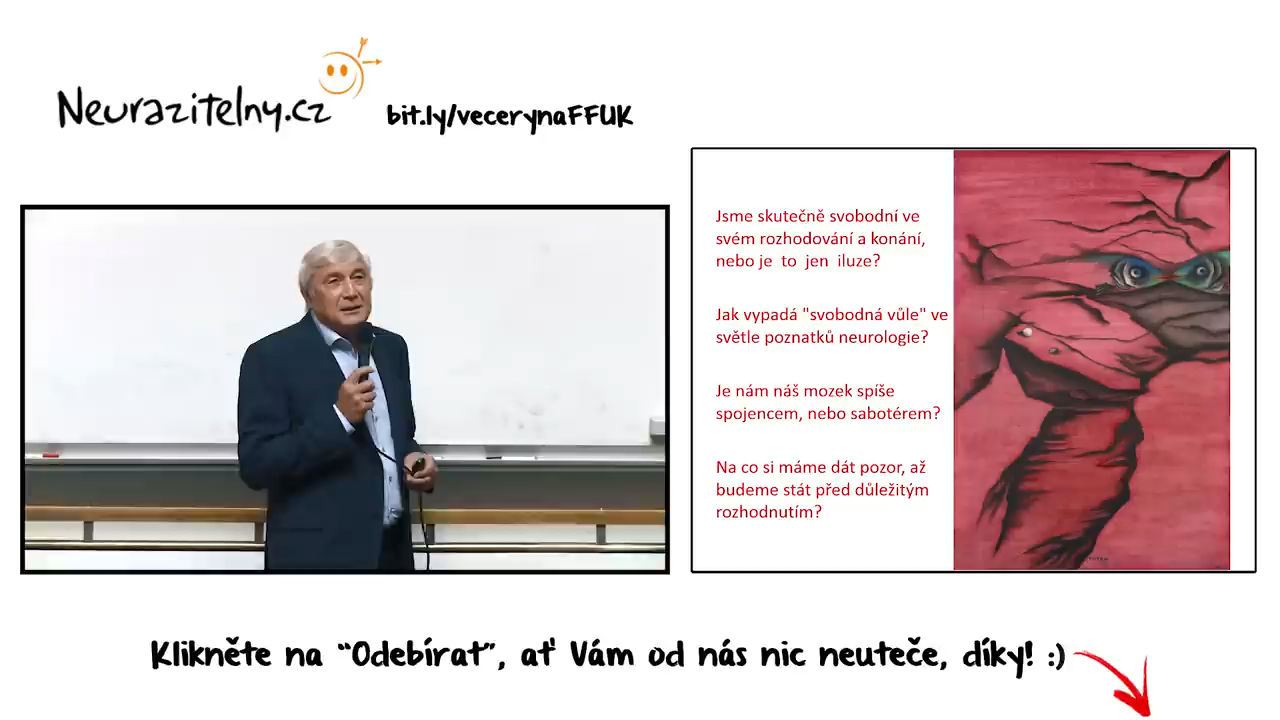 Neurazitelny.cz
bit.ly/vecerynaFFUK
Jsme skutečně svobodní ve
svém rozhodování a konání,
nebo je to jen iluze?
Jak vypadá "svobodná vůle" ve
světle poznatků neurologie?
Je nám náš mozek spíše
spojencem, nebo sabotérem?
Na co si máme dát pozor, až
budeme stát před důležitým
rozhodnutím?
Klikněte na “Odebírat”, ať Vám od nás nic neuteče, díky! :)